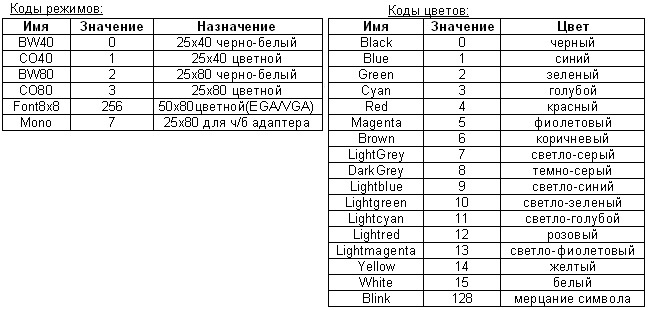 Коды режимов:
Имя Значение Назначение
BW40 0 25x40 черно-белый
CO40 1 25x40 цветной
BW80 2 25x80 черно-белый
CO80 3 25x80 цветной
Font8x8 256 50x80цветной(EGA/VGA)
Mono 7 25x80 для ч/б адаптера
Коды цветов:
Имя Значение Цвет
Black 0 черный
Blue 1 синий
Green 2 зеленый
Cyan 3 голубой
Red 4 красный
Magenta 5 фиолетовый
Brown 6 коричневый
LightGrey 7 светло-серый
DarkGrey 8 темно-серый
Lightblue 9 светло-синий
Lightgreen 10 светло-зеленый
Lightcyan 11 светло-голубой
Lightred 12 розовый
Lightmagenta 13 светло-фиолетовый
Yellow 14 желтый
White 15 белый
Blink 128 мерцание символа